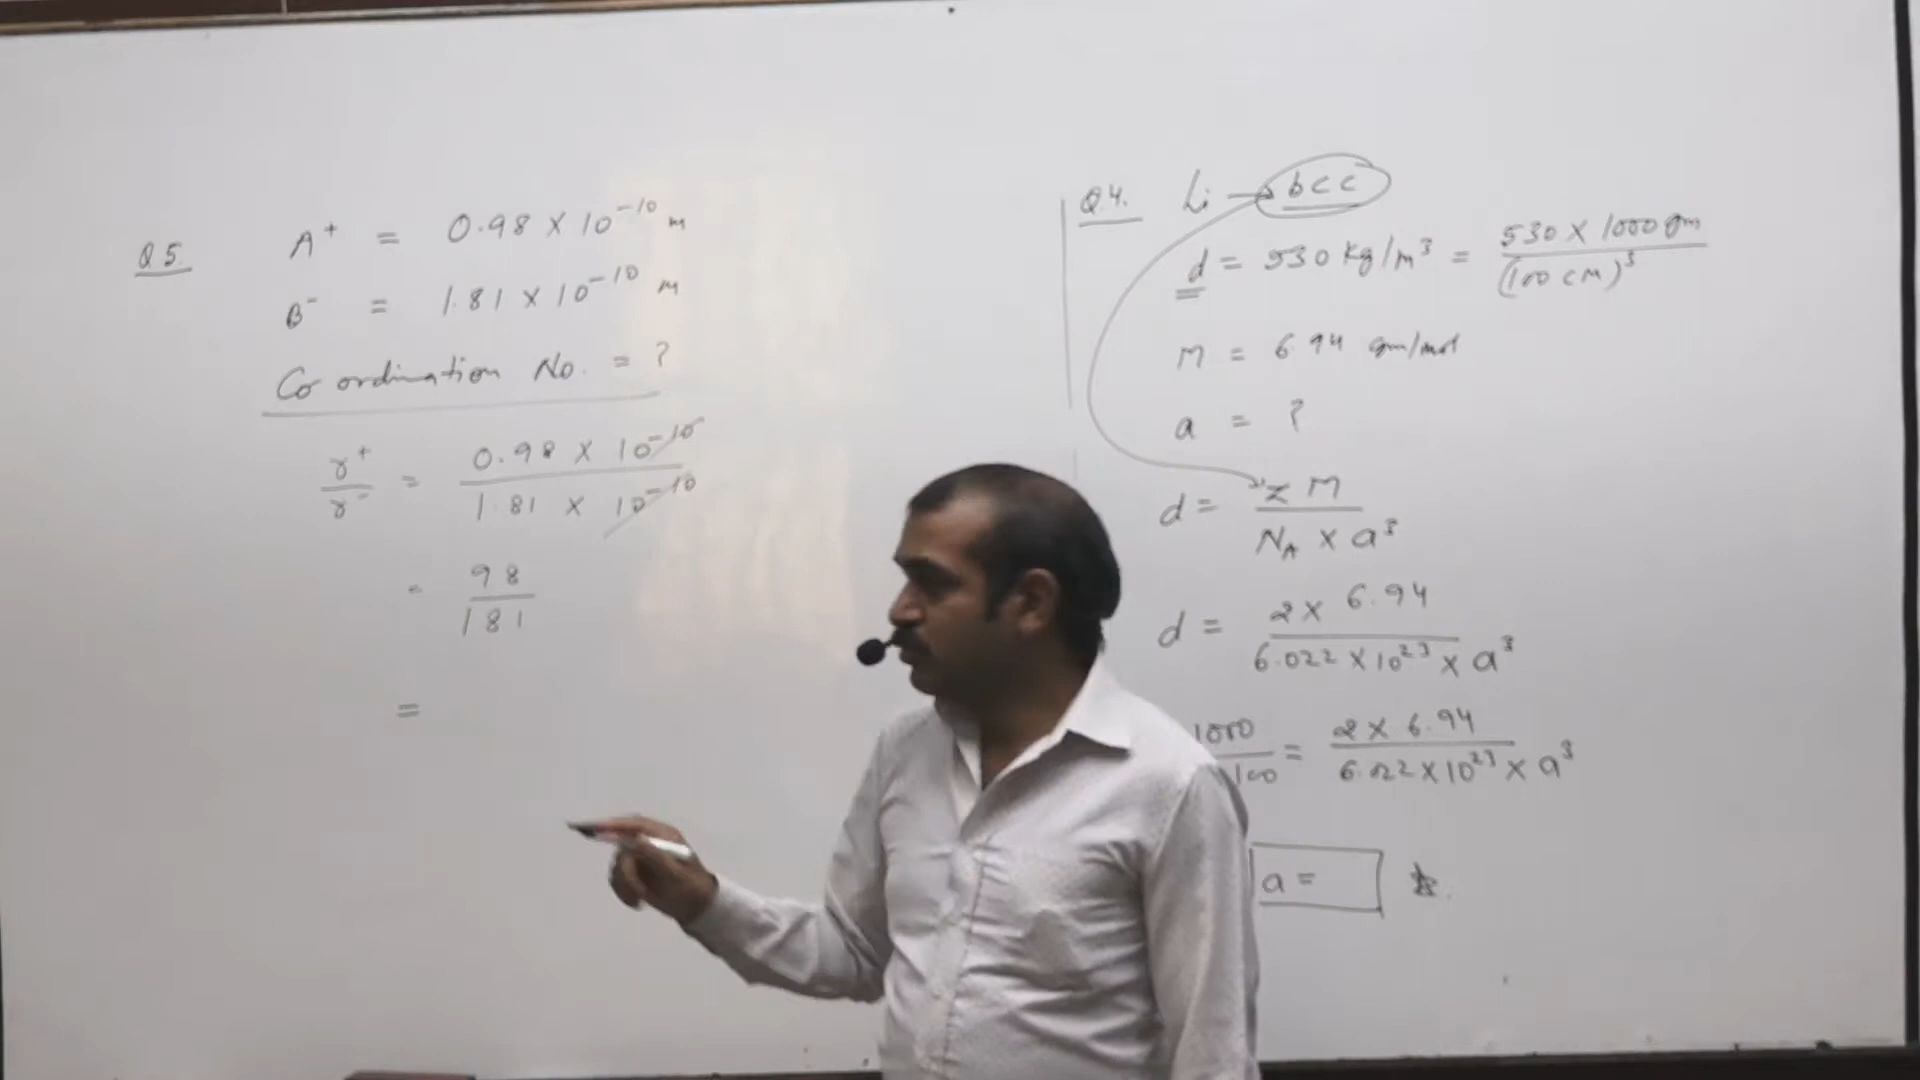 Q5. A⁺ = 0.98 X 10⁻¹⁰ m
B⁻ = 1.81 X 10⁻¹⁰ m
Co ordination No. = ?
r⁺/r⁻ = 0.98 X 10⁻¹⁰ / 1.81 X 10⁻¹⁰
= 98/181
=
Q.4. Li → bcc
d = 530 Kg/m³ = 530 X 1000 gm / (100 cm)³
M = 6.94 gm/mol
a = ?
d = Z M / N_A X a³
d = 2 X 6.94 / 6.022 X 10²³ X a³
1000 / 100 = 2 X 6.94 / 6.022 X 10²³ X a³
a =